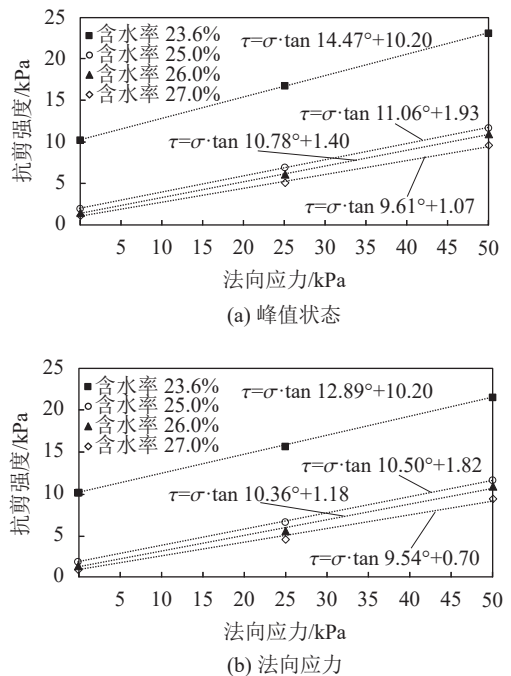 25
20
15
10
5
0
抗剪强度/kPa
含水率 23.6%
含水率 25.0%
含水率 26.0%
含水率 27.0%
τ=σ·tan 14.47°+10.20
τ=σ·tan 11.06°+1.93
τ=σ·tan 10.78°+1.40
τ=σ·tan 9.61°+1.07
5 10 15 20 25 30 35 40 45 50
法向应力/kPa
(a) 峰值状态
25
20
15
10
5
0
抗剪强度/kPa
含水率 23.6%
含水率 25.0%
含水率 26.0%
含水率 27.0%
τ=σ·tan 12.89°+10.20
τ=σ·tan 10.50°+1.82
τ=σ·tan 10.36°+1.18
τ=σ·tan 9.54°+0.70
5 10 15 20 25 30 35 40 45 50
法向应力/kPa
(b) 法向应力